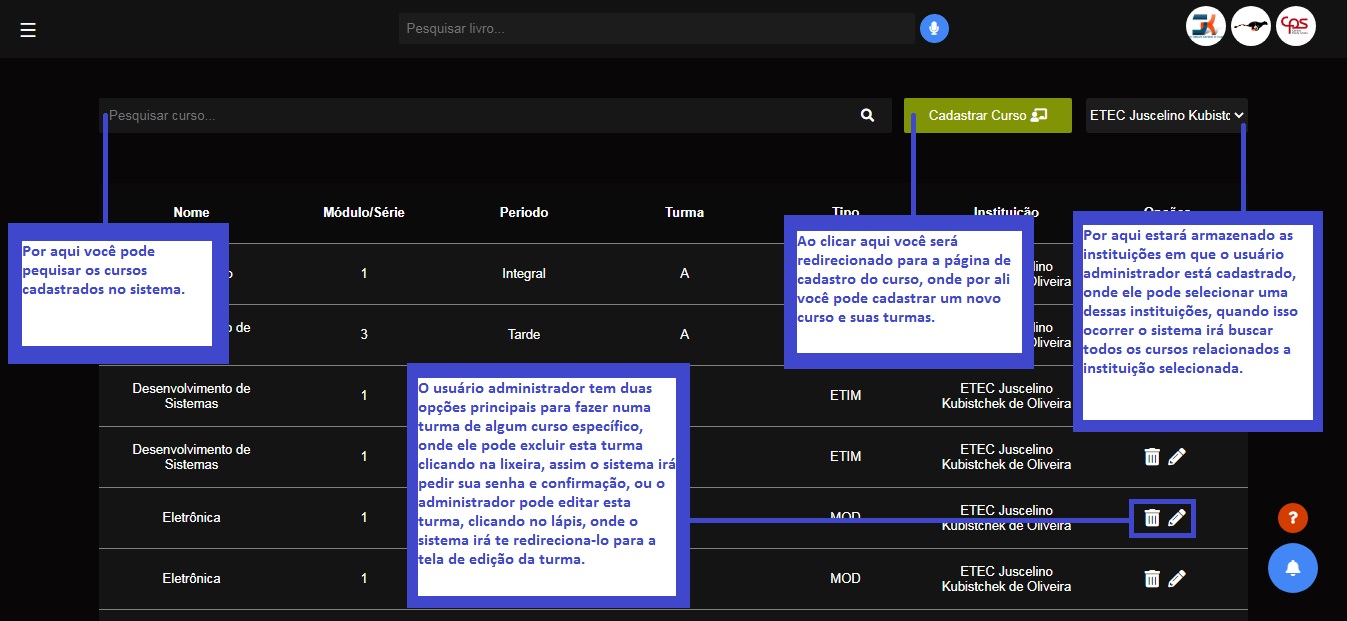 Pesquisar livro...
cps
Pesquisar curso...
Cadastrar Curso
ETEC Juscelino Kubistc
Nome
Módulo/Série
Periodo
Turma
Tipo
Instituição
Opções
Por aqui você pode
pequisar os cursos
cadastrados no sistema.
Ao clicar aqui você será
redirecionado para a página de
cadastro do curso, onde por ali
você pode cadastrar um novo
curso e suas turmas.
Por aqui estará armazenado as
instituições em que o usuário
administrador está cadastrado,
onde ele pode selecionar uma
dessas instituições, quando isso
ocorrer o sistema irá buscar
todos os cursos relacionados a
instituição selecionada.
1
Integral
A
Oliveira
de
3
Tarde
A
Oliveira
Desenvolvimento de
Sistemas
1
ETIM
ETEC Juscelino
Kubistchek de Oliveira
Desenvolvimento de
Sistemas
1
ETIM
ETEC Juscelino
Kubistchek de Oliveira
Eletrônica
1
MOD
ETEC Juscelino
Kubistchek de Oliveira
Eletrônica
1
MOD
ETEC Juscelino
Kubistchek de Oliveira
O usuário administrador tem duas
opções principais para fazer numa
turma de algum curso específico,
onde ele pode excluir esta turma
clicando na lixeira, assim o sistema irá
pedir sua senha e confirmação, ou o
administrador pode editar esta
turma, clicando no lápis, onde o
sistema irá te redireciona-lo para a
tela de edição da turma.
?